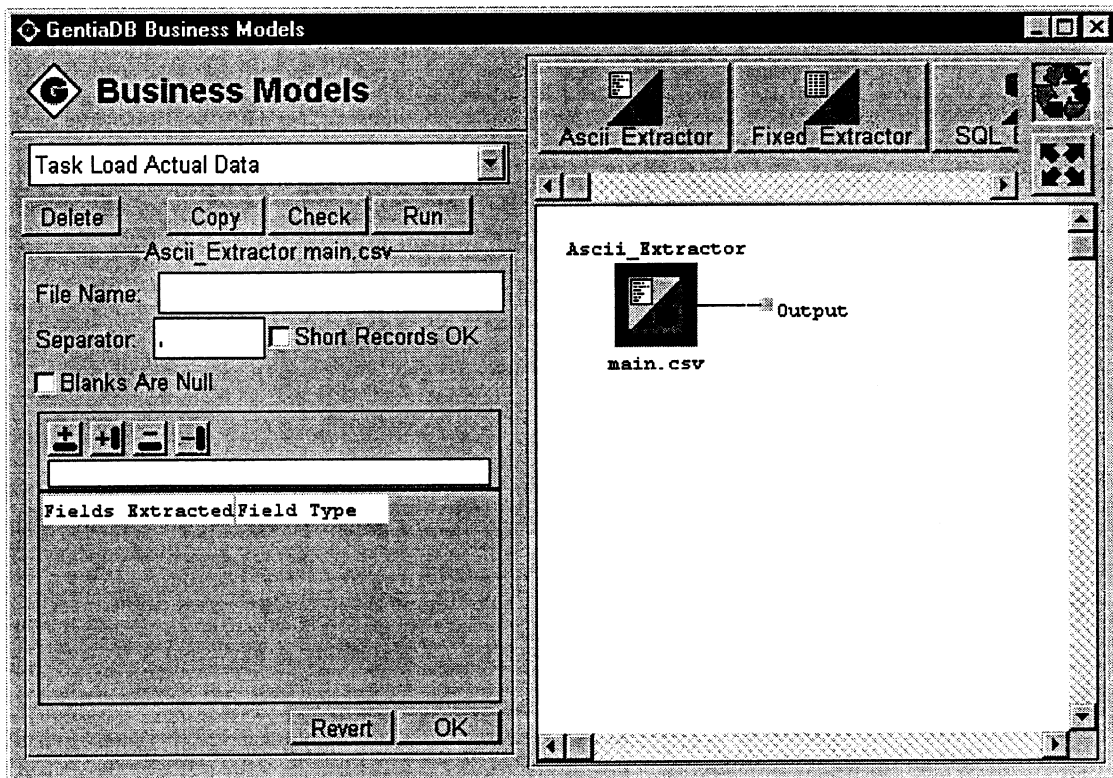 GentiaDB Business Models
G Business Models
Task Load Actual Data
Delete Copy Check Run
Ascii_Extractor main.csv
File Name:
Separator: , Short Records OK
Blanks Are Null
Fields Extracted Field Type
Revert OK
Ascii_Extractor Fixed_Extractor SQL_
Ascii_Extractor
Output
main.csv